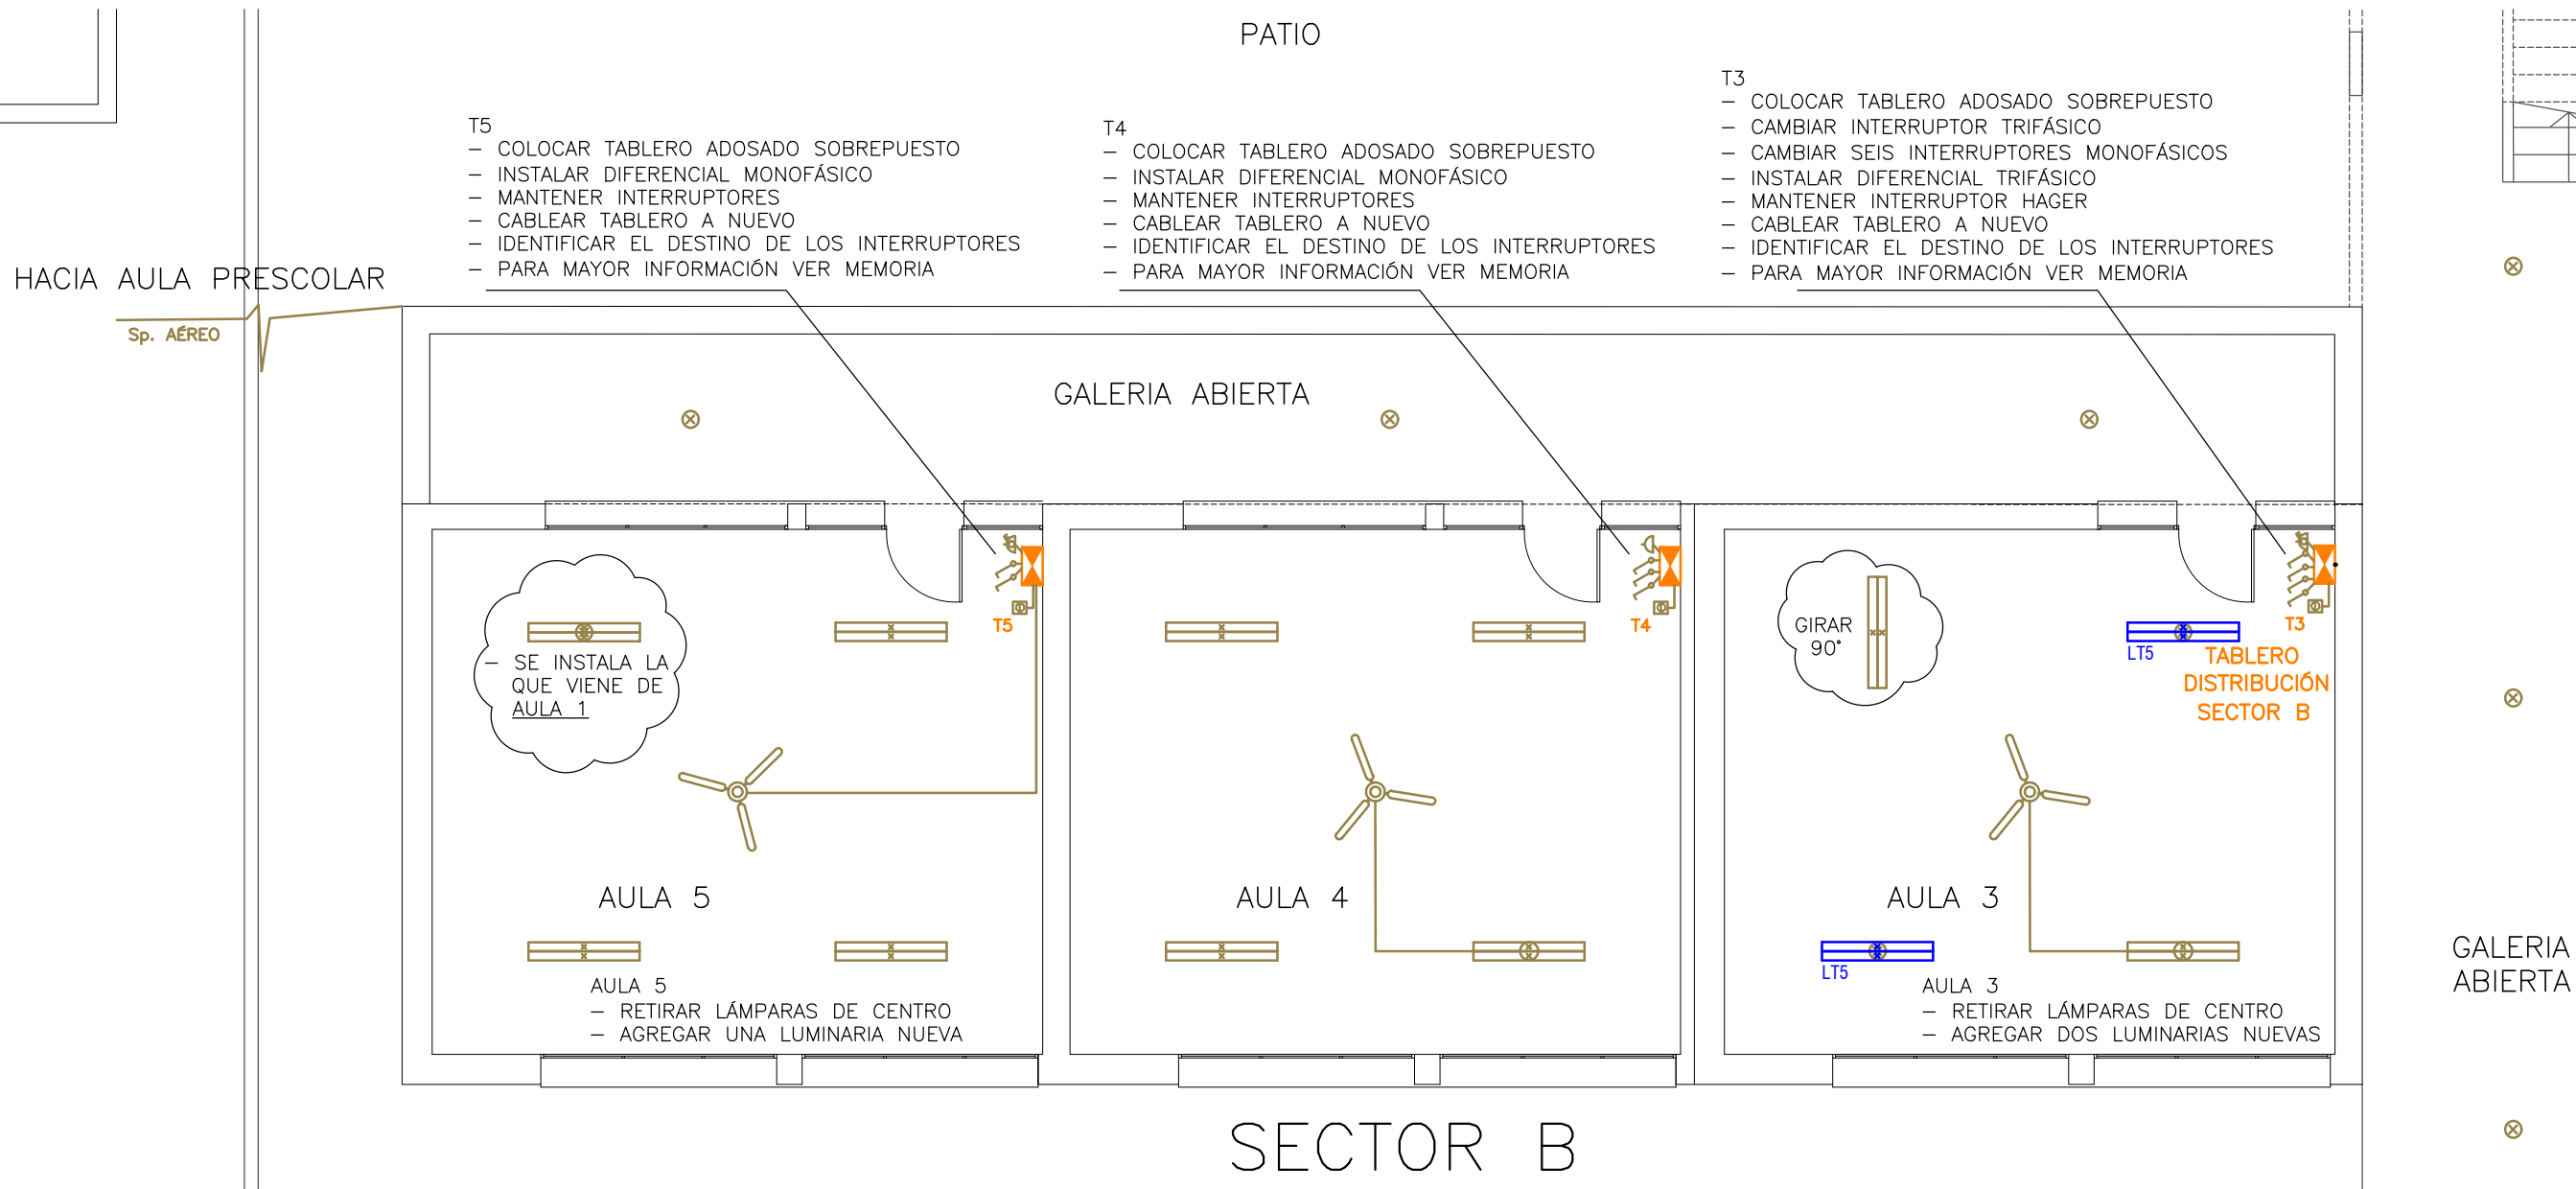 PATIO
T5
— COLOCAR TABLERO ADOSADO SOBREPUESTO
— INSTALAR DIFERENCIAL MONOFÁSICO
— MANTENER INTERRUPTORES
— CABLEAR TABLERO A NUEVO
— IDENTIFICAR EL DESTINO DE LOS INTERRUPTORES
— PARA MAYOR INFORMACIÓN VER MEMORIA
T4
— COLOCAR TABLERO ADOSADO SOBREPUESTO
— INSTALAR DIFERENCIAL MONOFÁSICO
— MANTENER INTERRUPTORES
— CABLEAR TABLERO A NUEVO
— IDENTIFICAR EL DESTINO DE LOS INTERRUPTORES
— PARA MAYOR INFORMACIÓN VER MEMORIA
T3
— COLOCAR TABLERO ADOSADO SOBREPUESTO
— CAMBIAR INTERRUPTOR TRIFÁSICO
— CAMBIAR SEIS INTERRUPTORES MONOFÁSICOS
— INSTALAR DIFERENCIAL TRIFÁSICO
— MANTENER INTERRUPTOR HAGER
— CABLEAR TABLERO A NUEVO
— IDENTIFICAR EL DESTINO DE LOS INTERRUPTORES
— PARA MAYOR INFORMACIÓN VER MEMORIA
HACIA AULA PRESCOLAR
Sp. AÉREO
GALERIA ABIERTA
— SE INSTALA LA
QUE VIENE DE
AULA 1
T5
T4
GIRAR
90°
T3
LT5
TABLERO
DISTRIBUCIÓN
SECTOR B
AULA 5
AULA 4
AULA 3
LT5
AULA 5
— RETIRAR LÁMPARAS DE CENTRO
— AGREGAR UNA LUMINARIA NUEVA
AULA 3
— RETIRAR LÁMPARAS DE CENTRO
— AGREGAR DOS LUMINARIAS NUEVAS
GALERIA
ABIERTA
SECTOR B